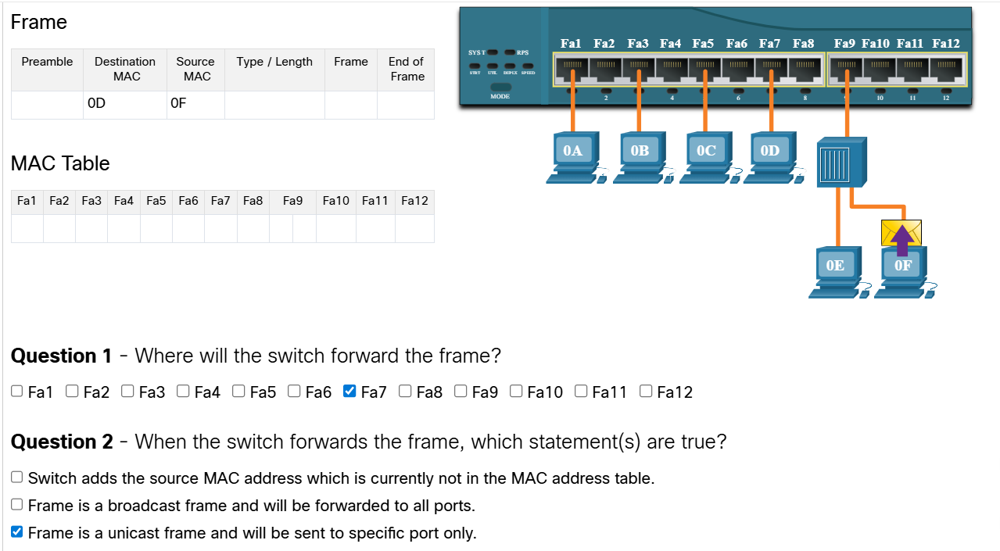 Frame
Preamble Destination MAC Source MAC Type / Length Frame End of Frame
0D 0F
MAC Table
Fa1 Fa2 Fa3 Fa4 Fa5 Fa6 Fa7 Fa8 Fa9 Fa10 Fa11 Fa12
Fa1 Fa2 Fa3 Fa4 Fa5 Fa6 Fa7 Fa8 Fa9 Fa10 Fa11 Fa12
SYST RPS
STRT UTIL DUPLX SPEED
MODE
2 4 6 8 9 10 11 12
0A 0B 0C 0D
0E 0F
Question 1 - Where will the switch forward the frame?
Fa1 Fa2 Fa3 Fa4 Fa5 Fa6 Fa7 Fa8 Fa9 Fa10 Fa11 Fa12
Question 2 - When the switch forwards the frame, which statement(s) are true?
Switch adds the source MAC address which is currently not in the MAC address table.
Frame is a broadcast frame and will be forwarded to all ports.
Frame is a unicast frame and will be sent to specific port only.